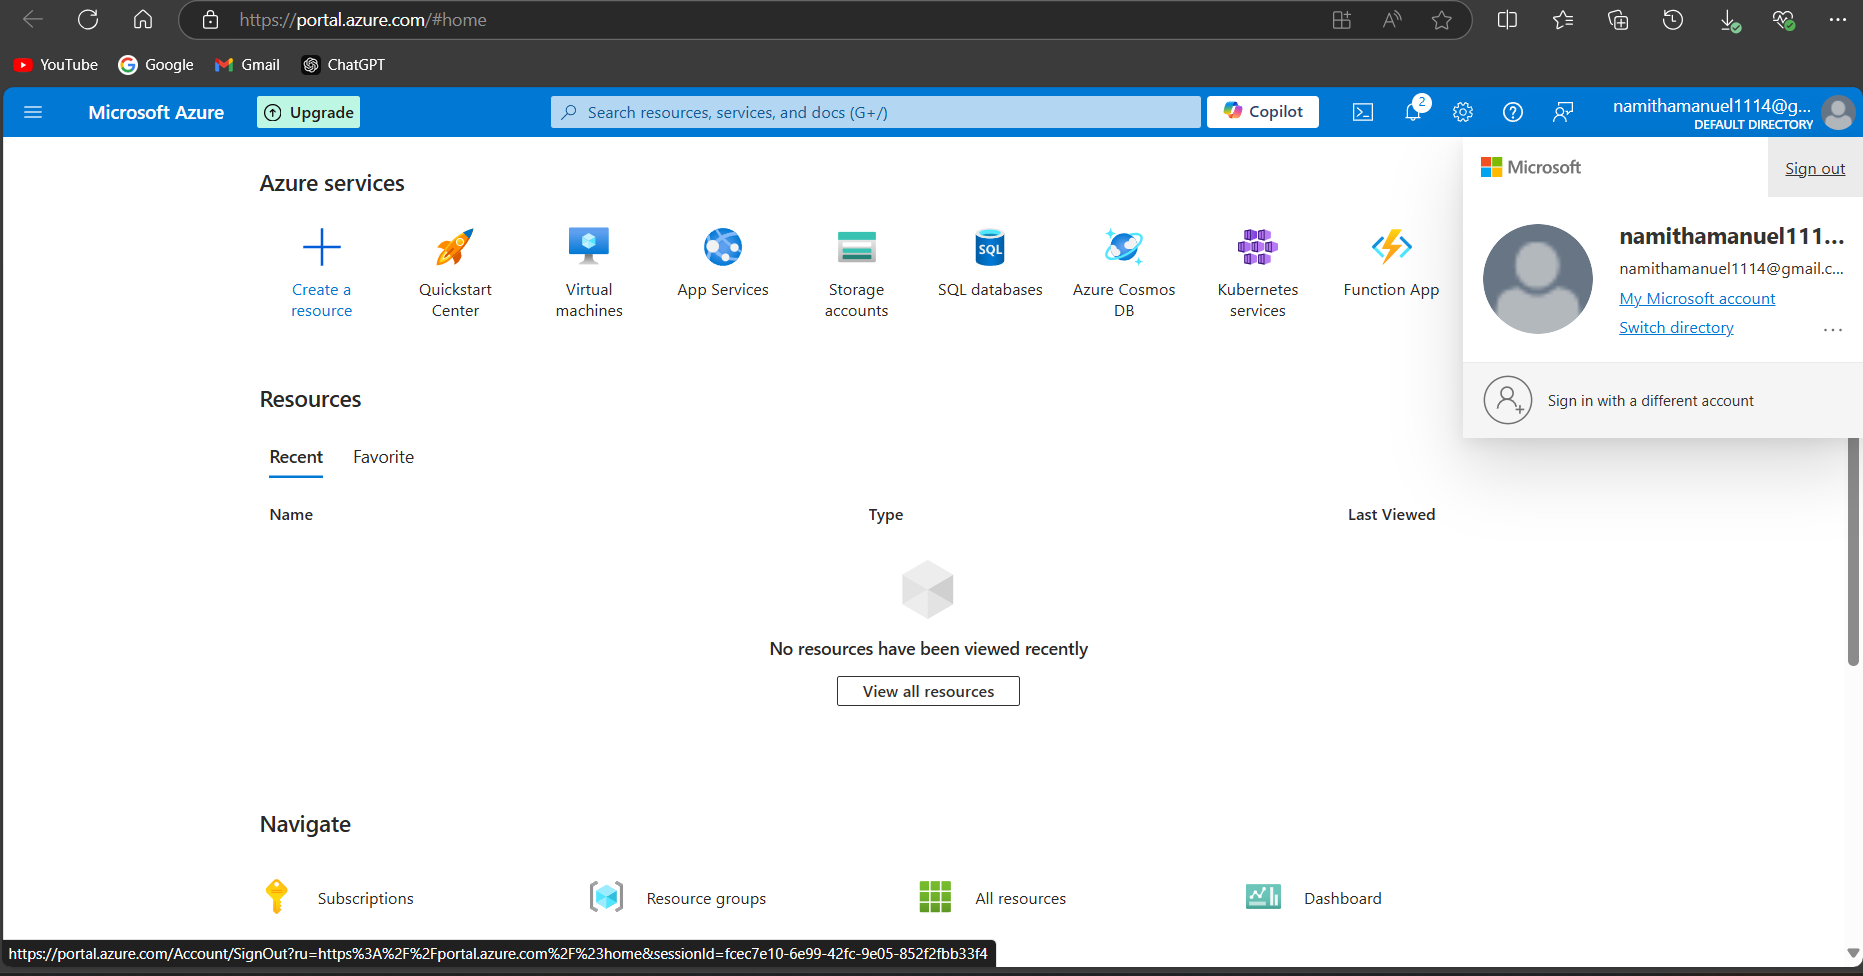 https://portal.azure.com/#home
YouTube
Google
Gmail
ChatGPT
Microsoft Azure
Upgrade
Search resources, services, and docs (G+/)
Copilot
2
namithamanuel1114@g...
DEFAULT DIRECTORY
Microsoft
Sign out
namithamanuel111...
namithamanuel1114@gmail.c...
My Microsoft account
Switch directory
...
Sign in with a different account
Azure services
Create a
resource
Quickstart
Center
Virtual
machines
App Services
Storage
accounts
SQL
SQL databases
Azure Cosmos
DB
Kubernetes
services
Function App
Resources
Recent
Favorite
Name
Type
Last Viewed
No resources have been viewed recently
View all resources
Navigate
Subscriptions
Resource groups
All resources
Dashboard
https://portal.azure.com/Account/SignOut?ru=https%3A%2F%2Fportal.azure.com%2F%23home&sessionId=fcec7e10-6e99-42fc-9e05-852f2fbb33f4